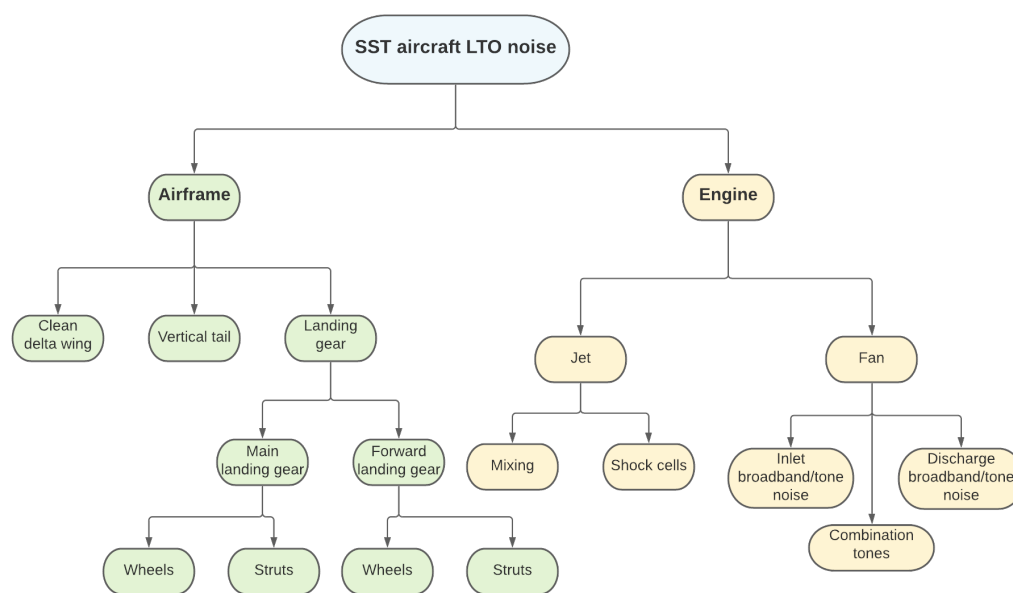 SST aircraft LTO noise
Airframe
Engine
Clean
delta wing
Vertical tail
Landing
gear
Jet
Fan
Main
landing gear
Forward
landing gear
Mixing
Shock cells
Inlet
broadband/tone
noise
Discharge
broadband/tone
noise
Combination
tones
Wheels
Struts
Wheels
Struts